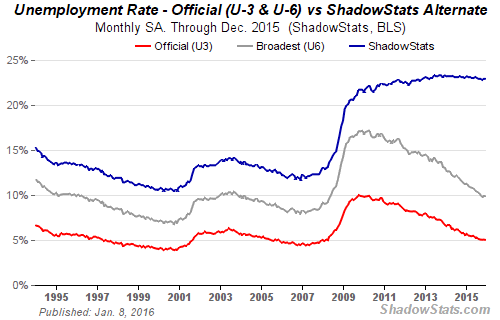 Unemployment Rate - Official (U-3 & U-6) vs ShadowStats Alternate
Monthly SA. Through Dec. 2015 (ShadowStats, BLS)
Official (U3) Broadest (U6) ShadowStats
25%
20%
15%
10%
5%
0%
1995 1997 1999 2001 2003 2005 2007 2009 2011 2013 2015
Published: Jan. 8, 2016
ShadowStats.com